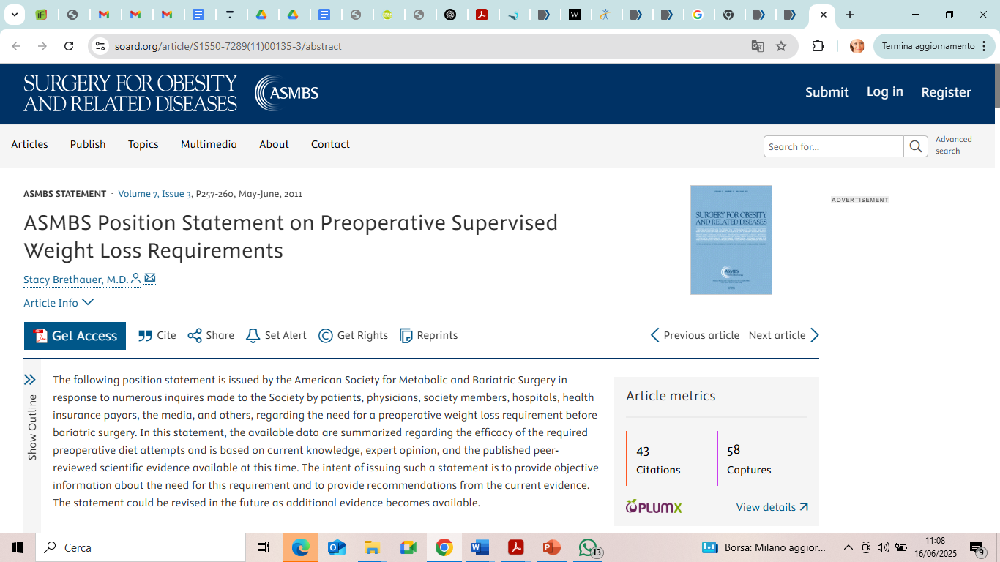 soard.org/article/S1550-7289(11)00135-3/abstract
Termina aggiornamento
SURGERY FOR OBESITY
AND RELATED DISEASES
ASMBS
Submit
Log in
Register
Articles
Publish
Topics
Multimedia
About
Contact
Search for...
Advanced
search
ASMBS STATEMENT · Volume 7, Issue 3, P257-260, May-June, 2011
ADVERTISEMENT
ASMBS Position Statement on Preoperative Supervised
Weight Loss Requirements
SURGERY FOR OBESITY
AND RELATED DISEASES
ASMBS
Stacy Brethauer, M.D.
Article Info
Get Access
Cite
Share
Set Alert
Get Rights
Reprints
Previous article
Next article
Show Outline
The following position statement is issued by the American Society for Metabolic and Bariatric Surgery in
response to numerous inquires made to the Society by patients, physicians, society members, hospitals, health
insurance payors, the media, and others, regarding the need for a preoperative weight loss requirement before
bariatric surgery. In this statement, the available data are summarized regarding the efficacy of the required
preoperative diet attempts and is based on current knowledge, expert opinion, and the published peer-
reviewed scientific evidence available at this time. The intent of issuing such a statement is to provide objective
information about the need for this requirement and to provide recommendations from the current evidence.
The statement could be revised in the future as additional evidence becomes available.
Article metrics
43
Citations
58
Captures
PLUMX
View details
Cerca
13
Borsa: Milano aggior...
11:08
16/06/2025
9